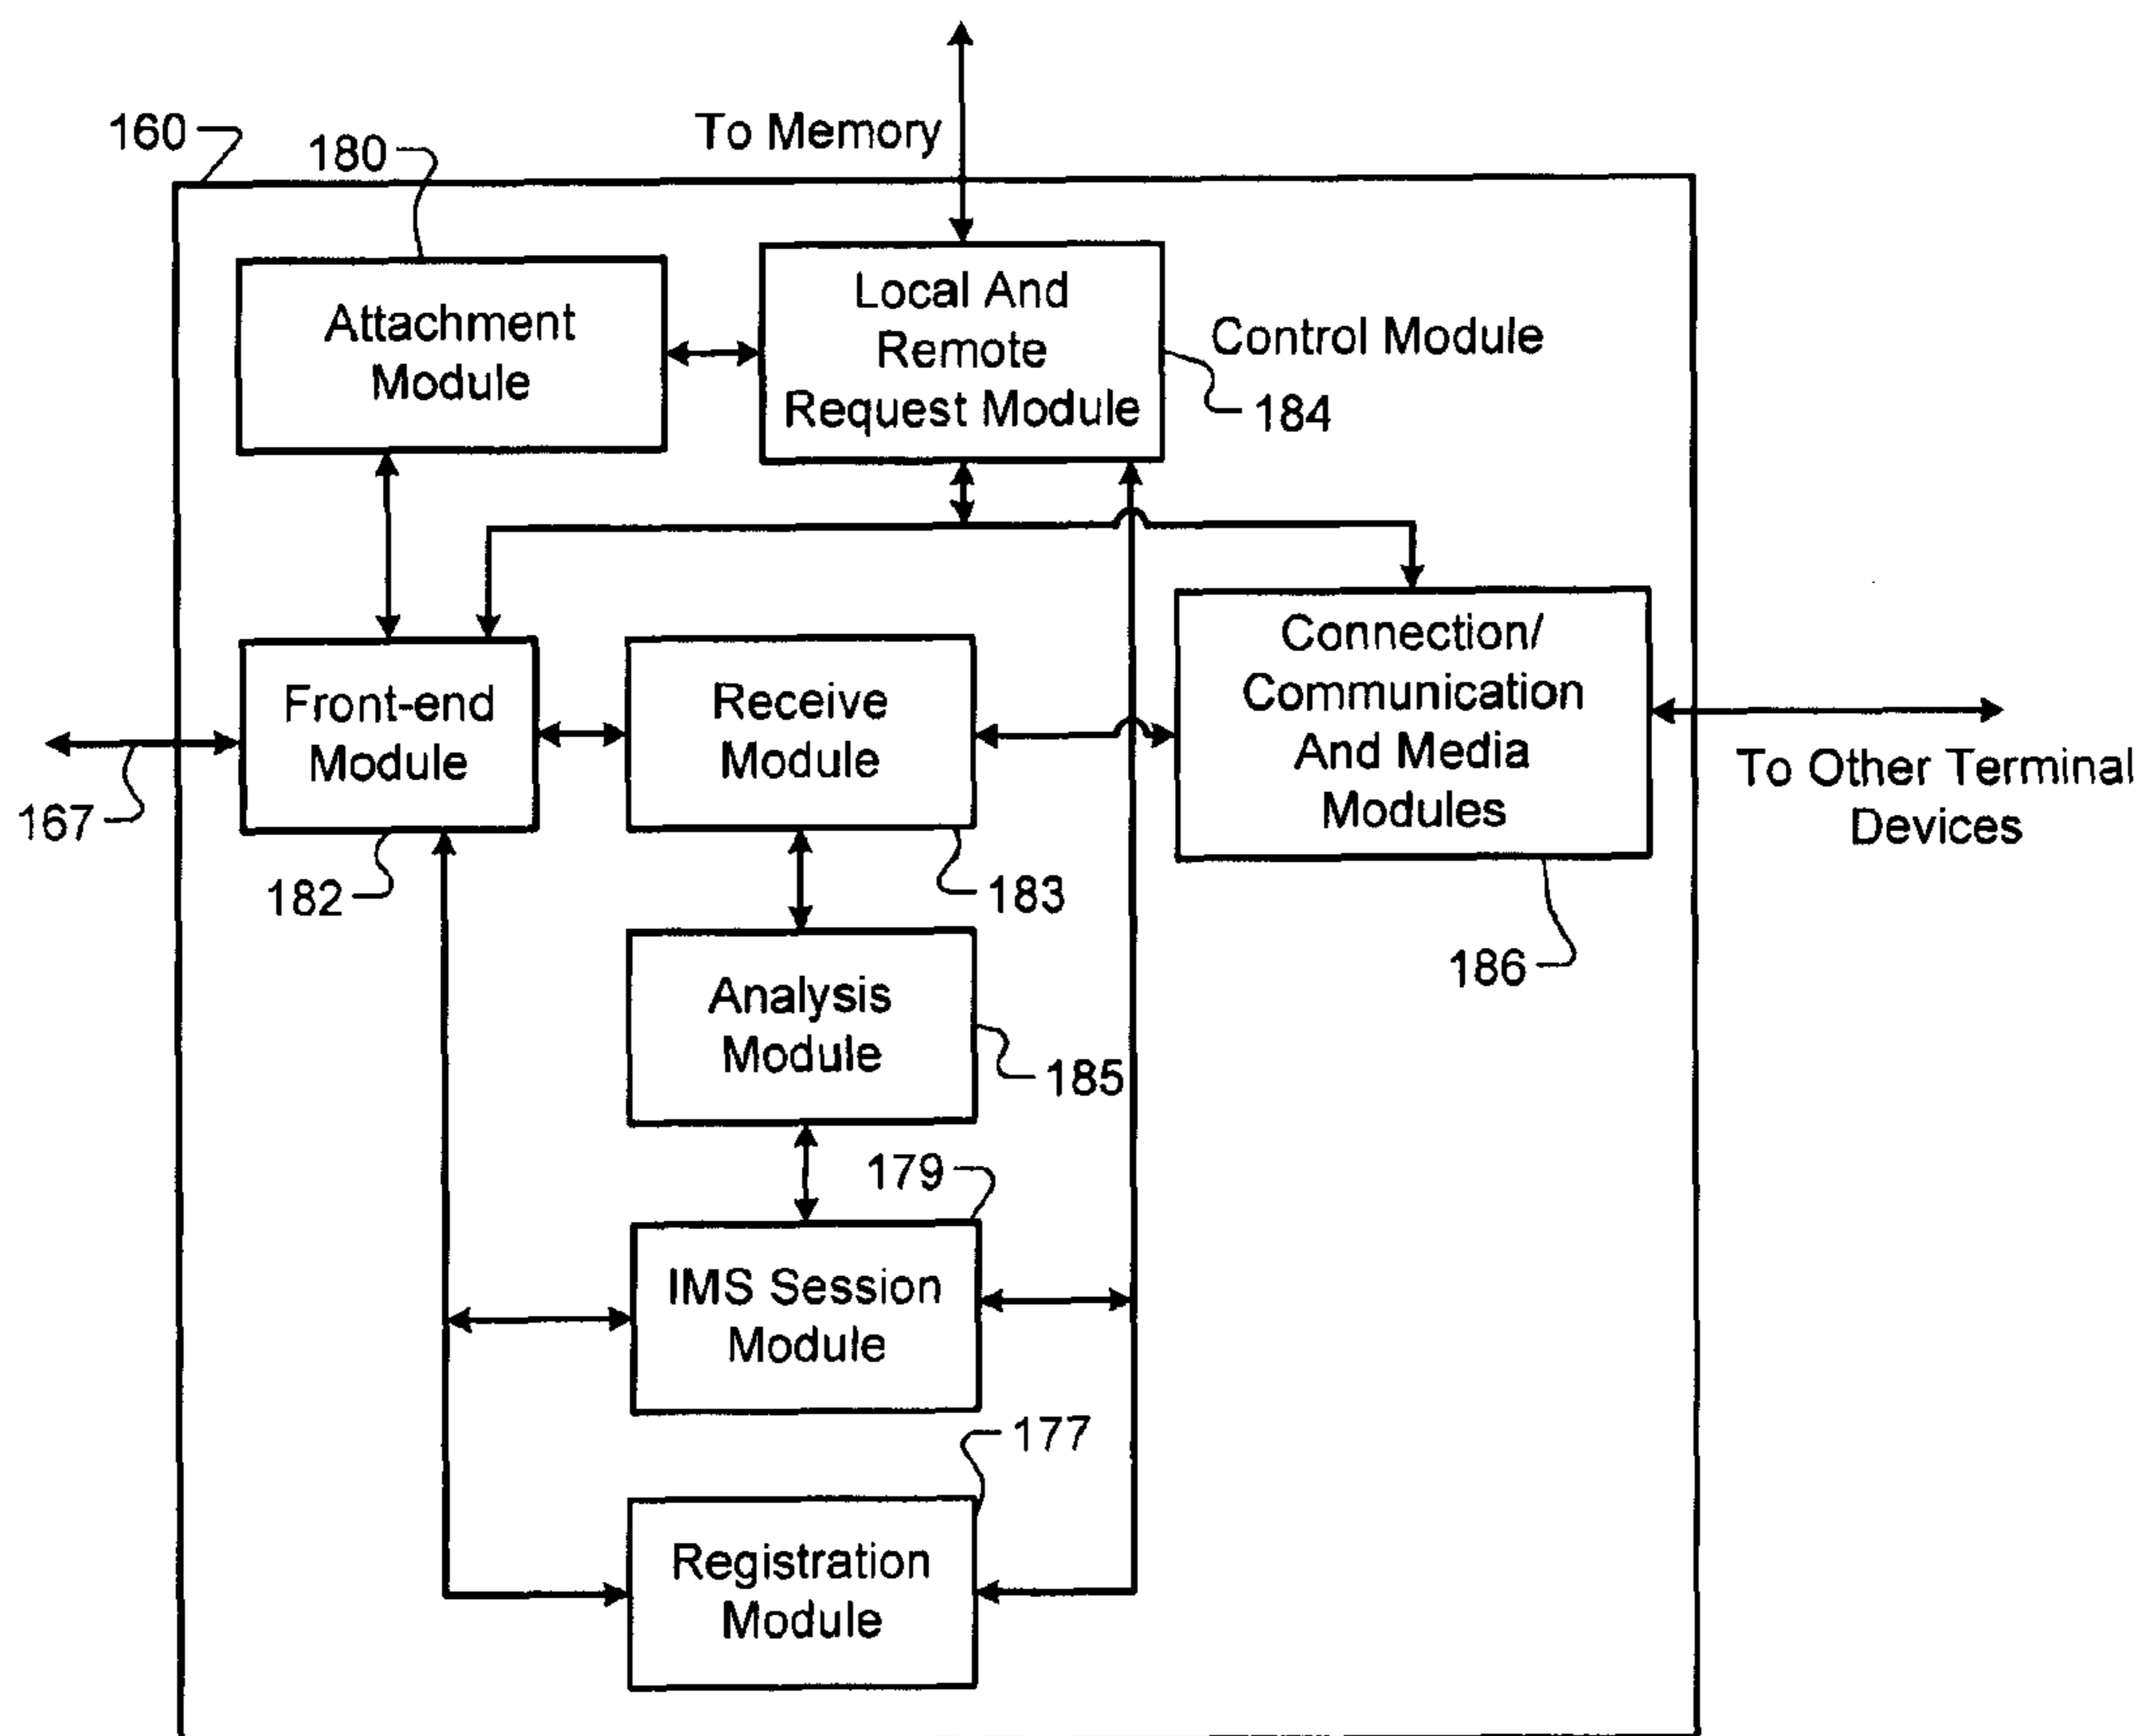 160
180
To Memory
Attachment
Module
Local And
Remote
Request Module
Control Module
184
Front-end
Module
Receive
Module
Connection/
Communication
And Media
Modules
To Other Terminal
Devices
167
182
183
186
Analysis
Module
185
179
IMS Session
Module
177
Registration
Module